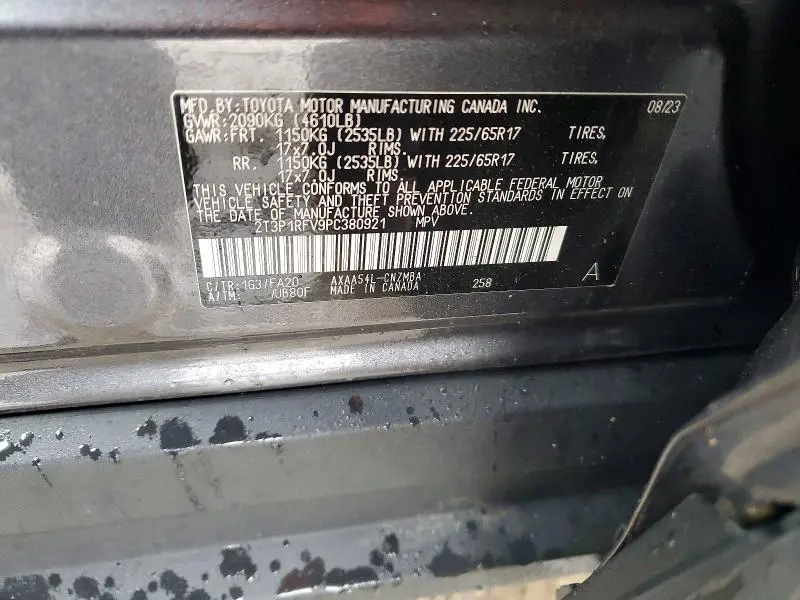 MFD.BY: TOYOTA MOTOR MANUFACTURING CANADA INC. 08/23
GVWR: 2090KG (4610LB)
GAWR: FRT. 1150KG (2535LB) WITH 225/65R17 TIRES,
17x7.0J RIMS.
RR. 1150KG (2535LB) WITH 225/65R17 TIRES,
17x7.0J RIMS.
THIS VEHICLE CONFORMS TO ALL APPLICABLE FEDERAL MOTOR
VEHICLE SAFETY AND THEFT PREVENTION STANDARDS IN EFFECT ON
THE DATE OF MANUFACTURE SHOWN ABOVE.
2T3P1RFV9PC380921 MPV
C/TR: 1G3/FA20 AXAA54L-CNZMBA 258 A
A/TM: /UB80F MADE IN CANADA